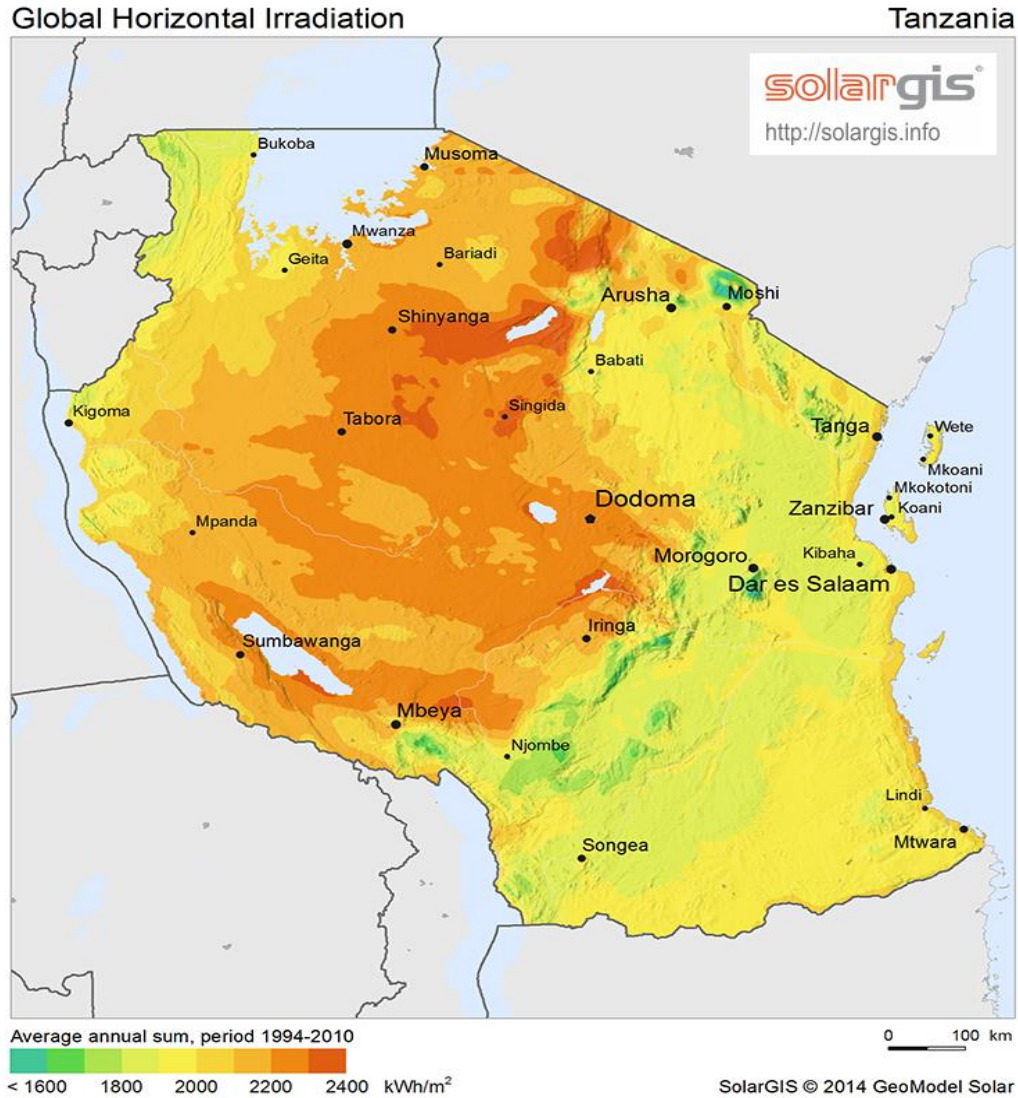 Global Horizontal Irradiation
Tanzania
solargis
http://solargis.info
Bukoba
Musoma
Mwanza
Geita
Bariadi
Arusha
Moshi
Shinyanga
Babati
Kigoma
Tabora
Singida
Tanga
Wete
Mkoani
Mkokotoni
Zanzibar
Koani
Dodoma
Mpanda
Morogoro
Kibaha
Dar es Salaam
Iringa
Sumbawanga
Mbeya
Njombe
Lindi
Songea
Mtwara
Average annual sum, period 1994-2010
0 100 km
< 1600 1800 2000 2200 2400 kWh/m²
SolarGIS © 2014 GeoModel Solar